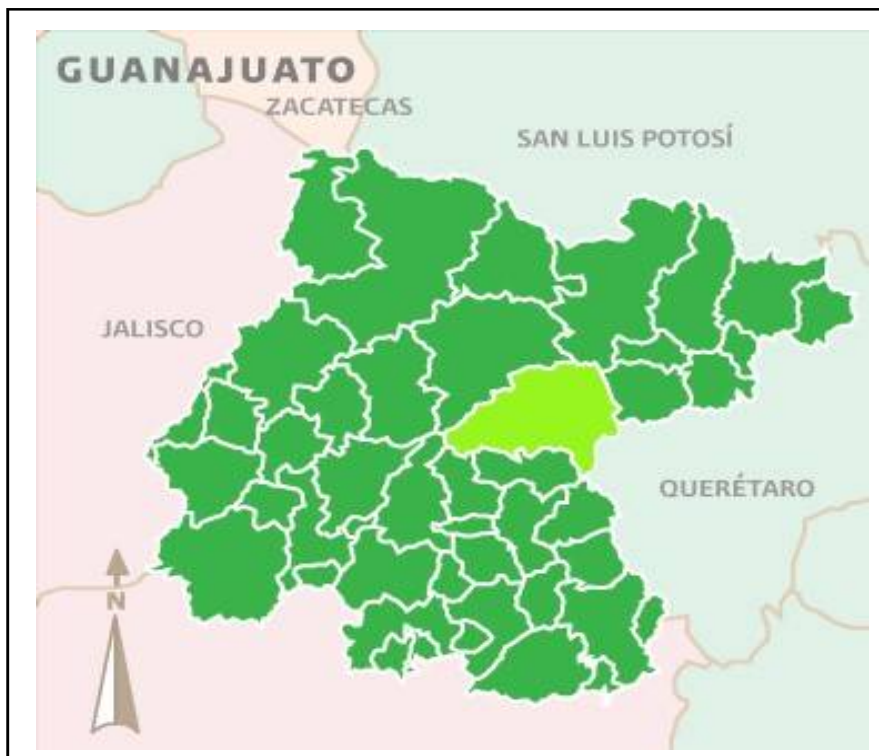 GUANAJUATO
ZACATECAS
SAN LUIS POTOSÍ
JALISCO
QUERÉTARO
N